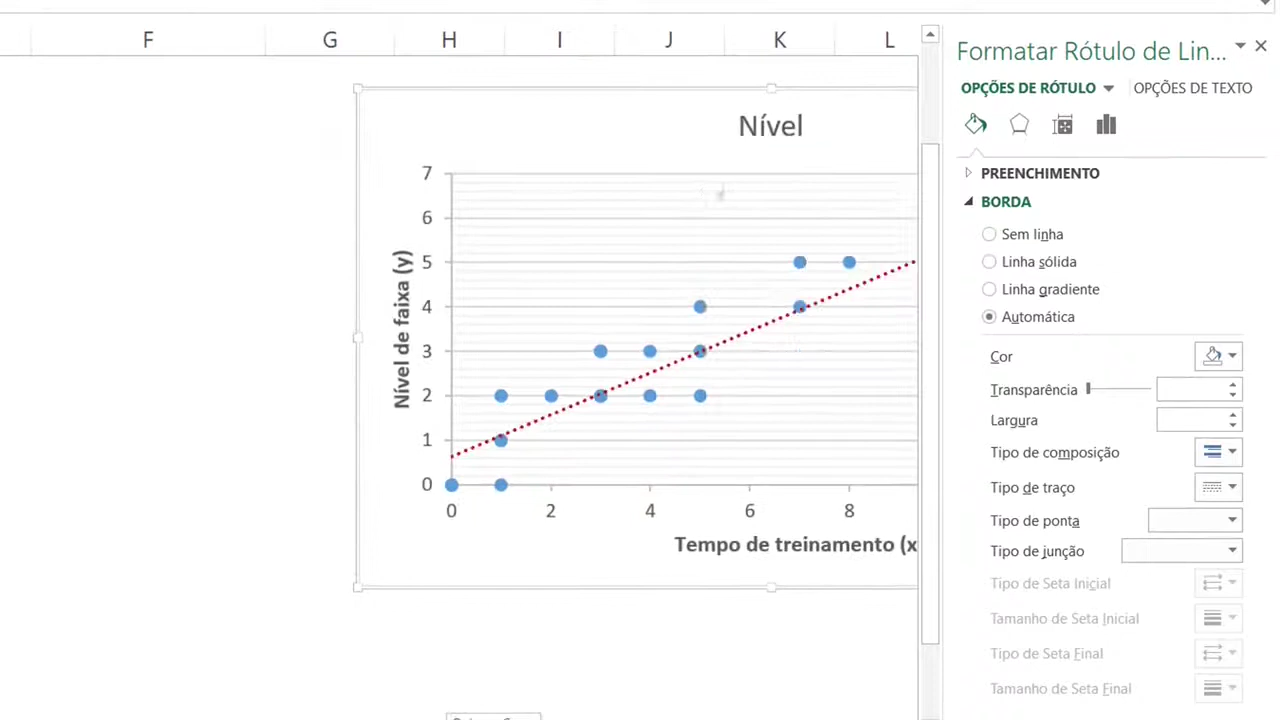 F G H I J K L
Formatar Rótulo de Lin...
OPÇÕES DE RÓTULO OPÇÕES DE TEXTO
PREENCHIMENTO
BORDA
Sem linha
Linha sólida
Linha gradiente
Automática
Cor
Transparência
Largura
Tipo de composição
Tipo de traço
Tipo de ponta
Tipo de junção
Tipo de Seta Inicial
Tamanho de Seta Inicial
Tipo de Seta Final
Tamanho de Seta Final
Nível
Nível de faixa (y)
7
6
5
4
3
2
1
0
0 2 4 6 8
Tempo de treinamento (x